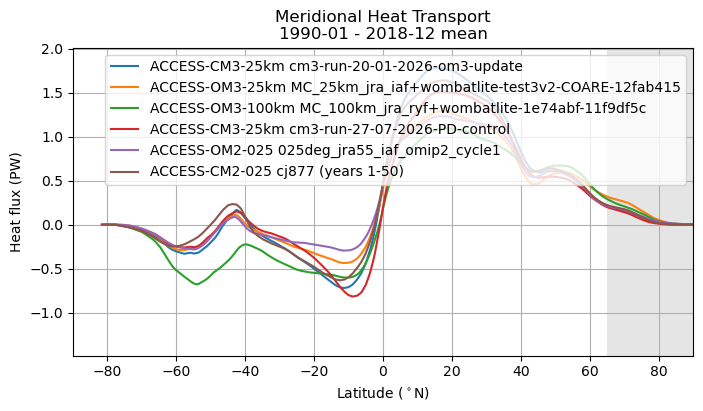 Meridional Heat Transport
1990-01 - 2018-12 mean
2.0
1.5
1.0
0.5
0.0
−0.5
−1.0
Heat flux (PW)
ACCESS-CM3-25km cm3-run-20-01-2026-om3-update
ACCESS-OM3-25km MC_25km_jra_iaf+wombatlite-test3v2-COARE-12fab415
ACCESS-OM3-100km MC_100km_jra_ryf+wombatlite-1e74abf-11f9df5c
ACCESS-CM3-25km cm3-run-27-07-2026-PD-control
ACCESS-OM2-025 025deg_jra55_iaf_omip2_cycle1
ACCESS-CM2-025 cj877 (years 1-50)
−80 −60 −40 −20 0 20 40 60 80
Latitude (°N)